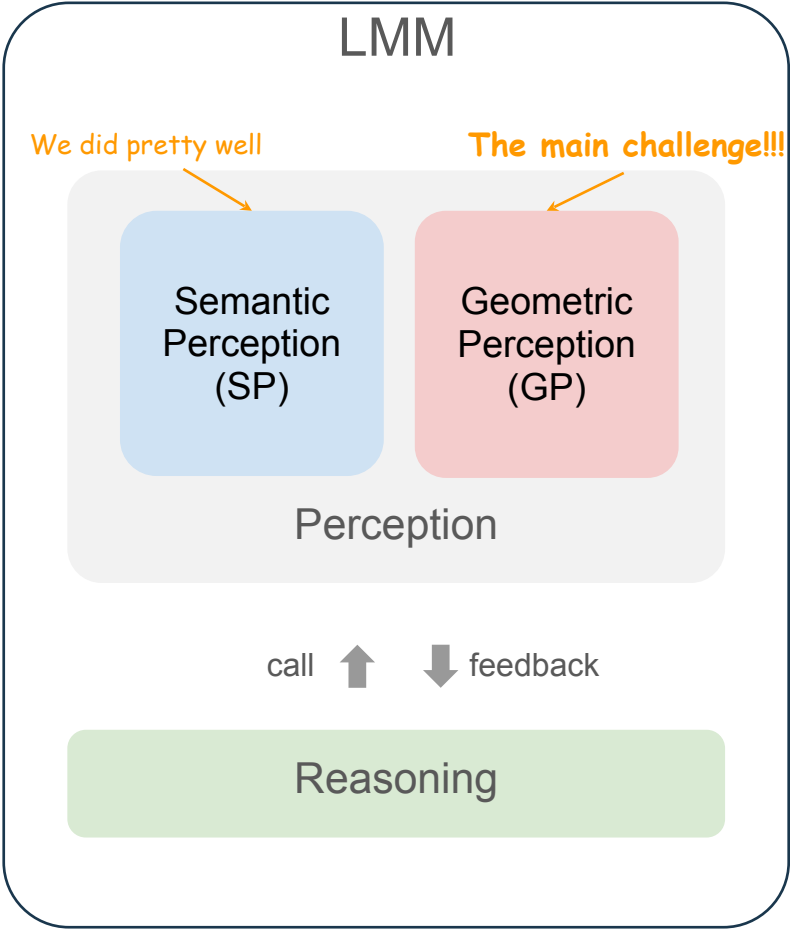 LMM
We did pretty well
The main challenge!!!
Semantic
Perception
(SP)
Geometric
Perception
(GP)
Perception
call
feedback
Reasoning